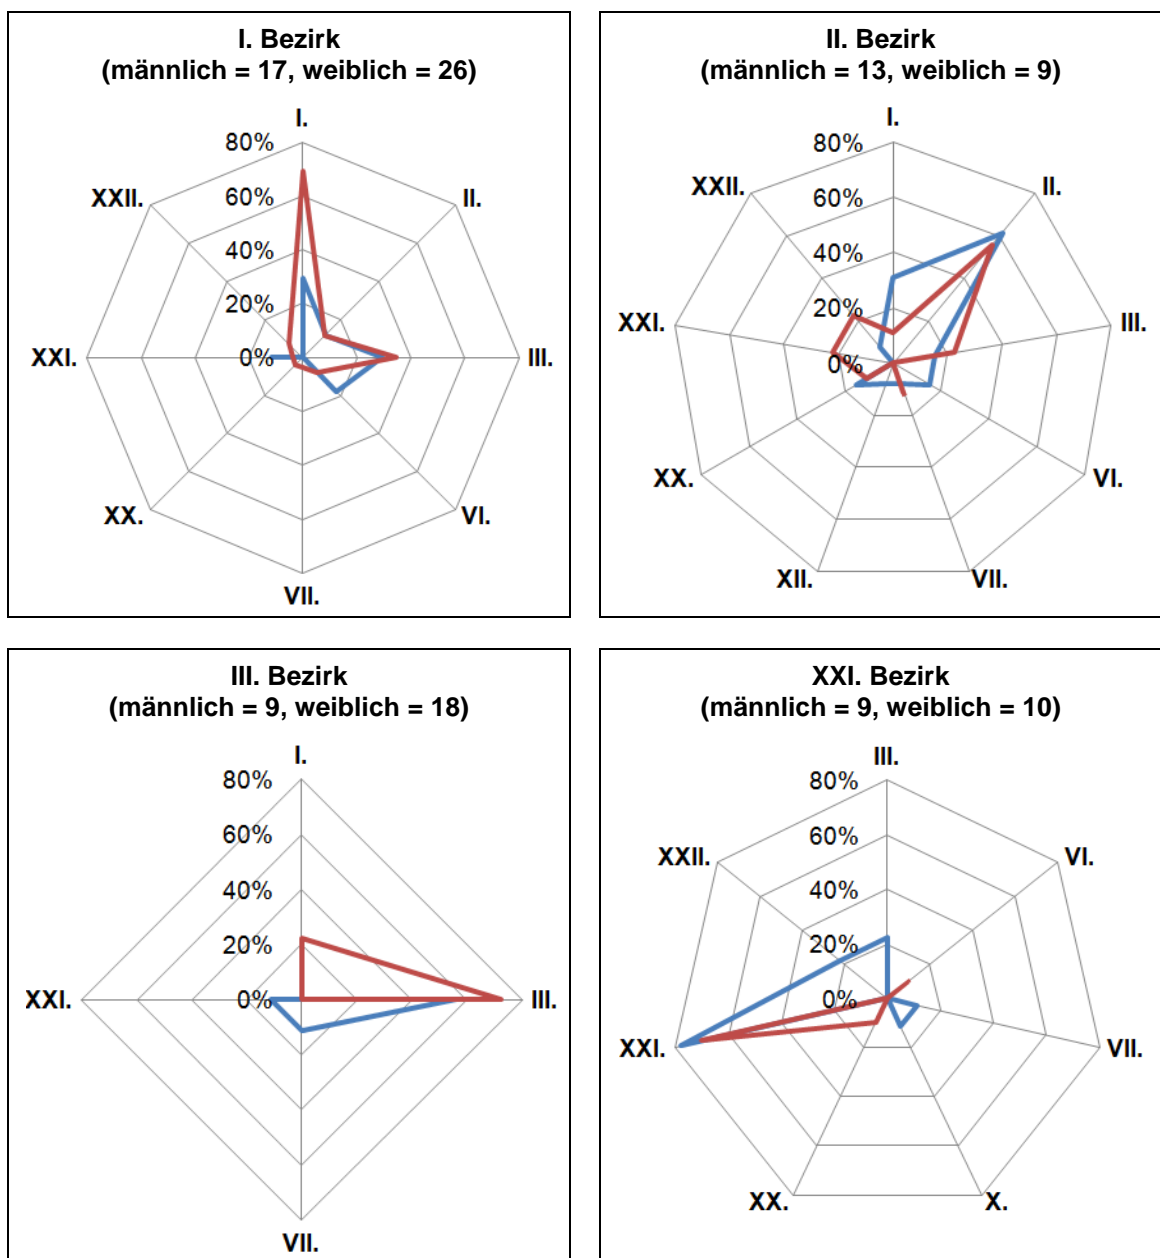 I. Bezirk
(männlich = 17, weiblich = 26)
I.
80%
II.
XXII.
60%
40%
20%
XXI.
0%
III.
XX.
VI.
VII.
II. Bezirk
(männlich = 13, weiblich = 9)
I.
80%
XXII.
II.
60%
40%
XXI.
20%
III.
0%
XX.
VI.
XII.
VII.
III. Bezirk
(männlich = 9, weiblich = 18)
I.
80%
60%
40%
20%
XXI.
0%
III.
VII.
XXI. Bezirk
(männlich = 9, weiblich = 10)
III.
80%
60%
XXII.
VI.
40%
20%
0%
XXI.
VII.
XX.
X.